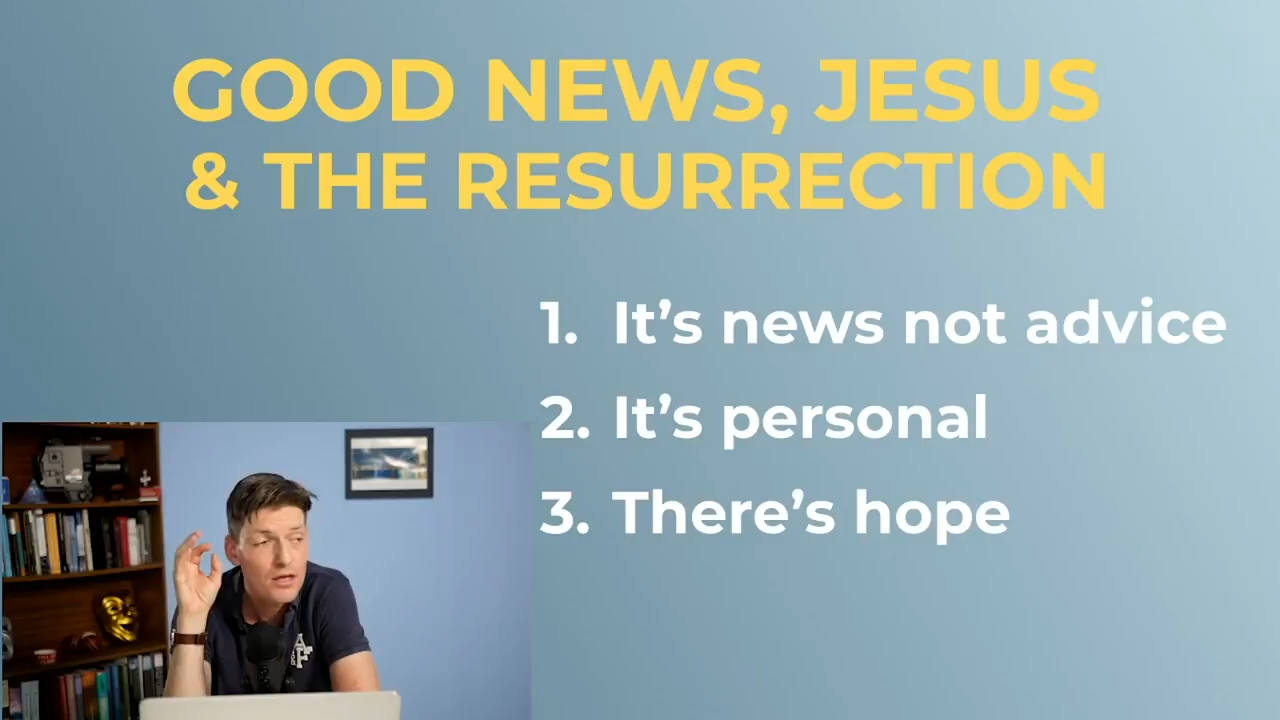 GOOD NEWS, JESUS
& THE RESURRECTION
1. It’s news not advice
2. It’s personal
3. There’s hope